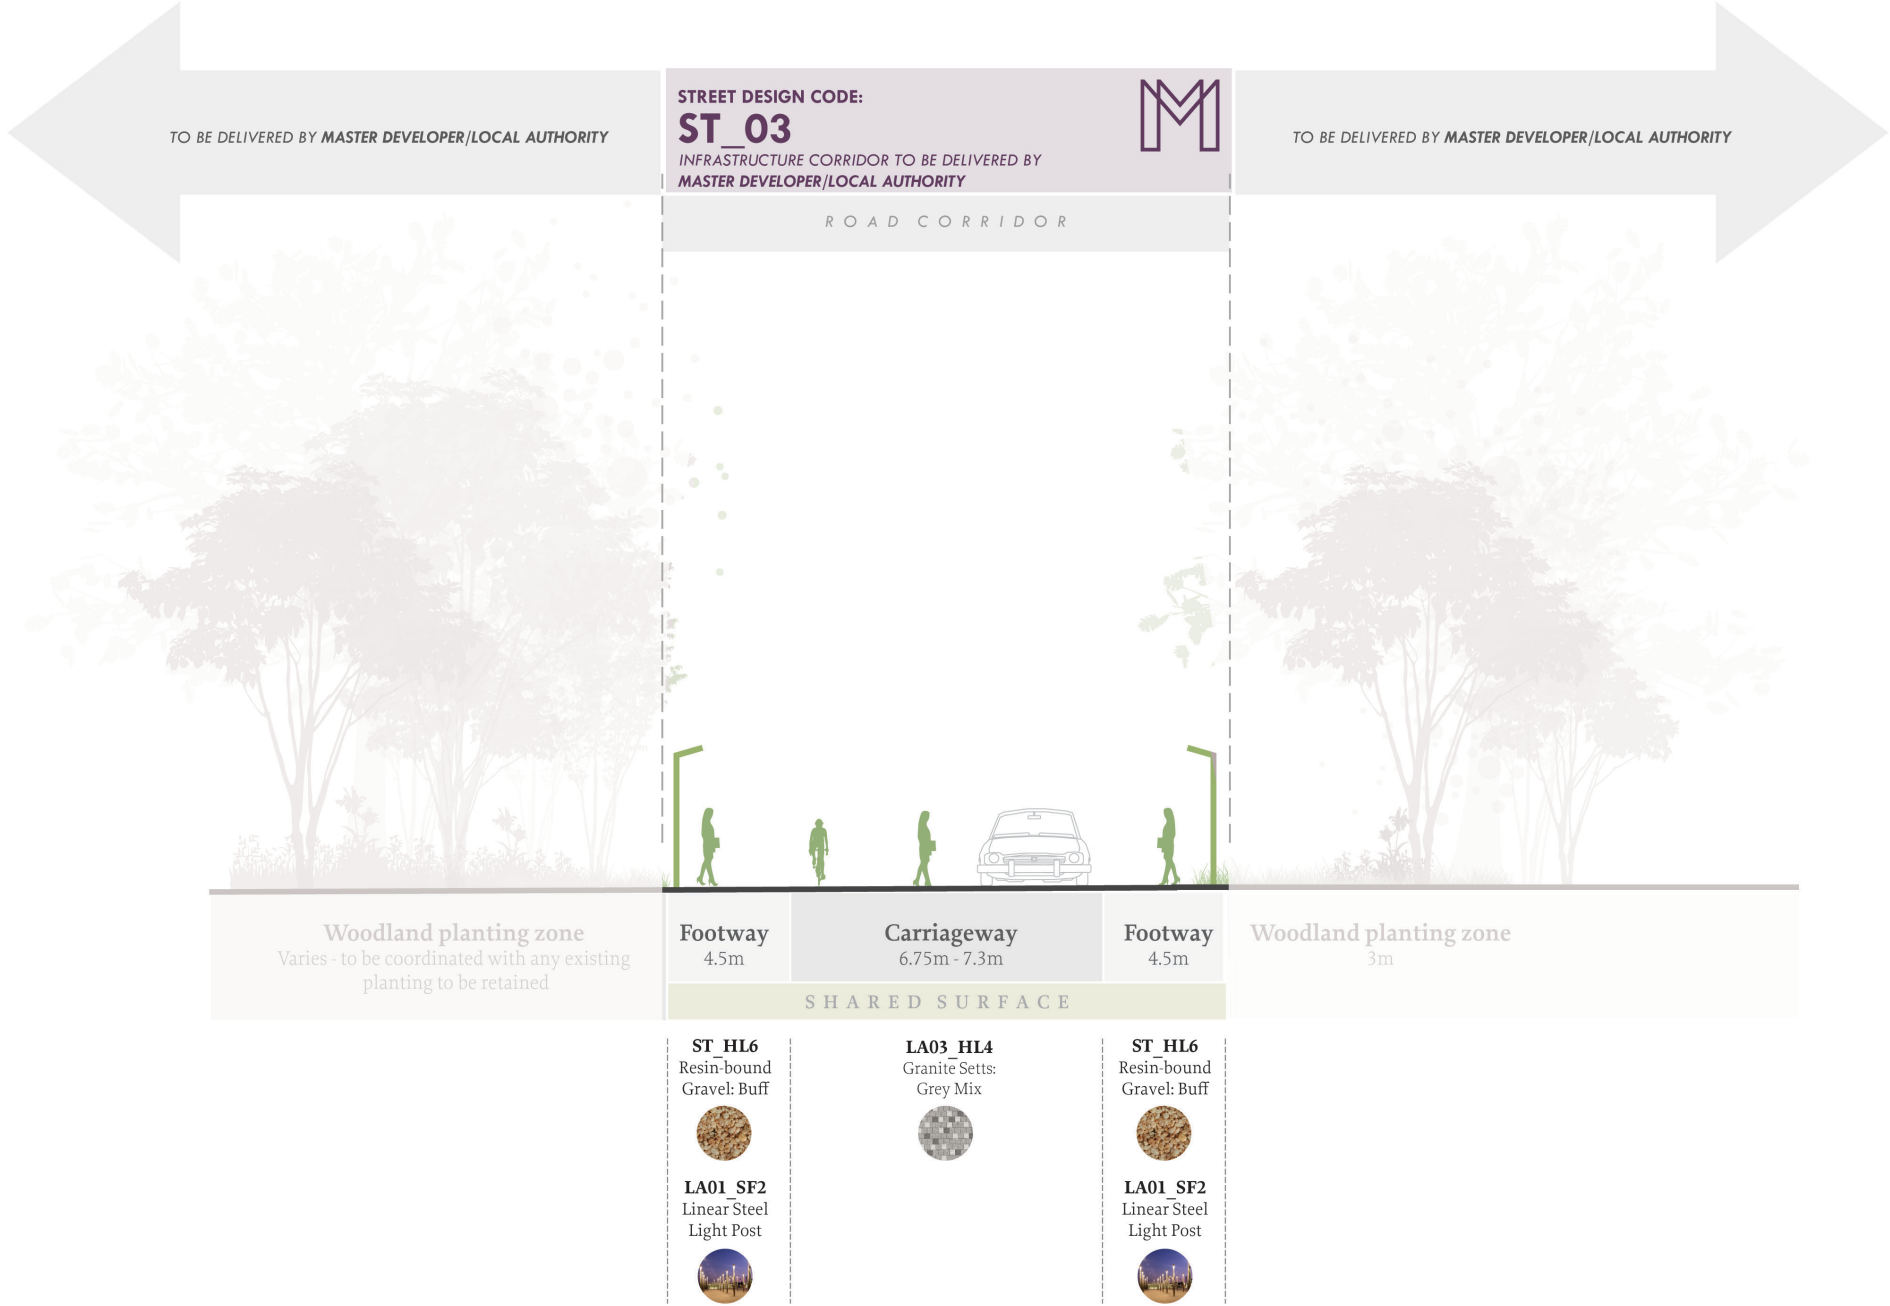 TO BE DELIVERED BY MASTER DEVELOPER/LOCAL AUTHORITY
STREET DESIGN CODE:
ST_03
INFRASTRUCTURE CORRIDOR TO BE DELIVERED BY
MASTER DEVELOPER/LOCAL AUTHORITY
M
TO BE DELIVERED BY MASTER DEVELOPER/LOCAL AUTHORITY
ROAD CORRIDOR
Woodland planting zone
Varies - to be coordinated with any existing
planting to be retained
Footway
4.5m
Carriageway
6.75m - 7.3m
Footway
4.5m
Woodland planting zone
3m
SHARED SURFACE
ST_HL6
Resin-bound
Gravel: Buff
LA03_HL4
Granite Setts:
Grey Mix
ST_HL6
Resin-bound
Gravel: Buff
LA01_SF2
Linear Steel
Light Post
LA01_SF2
Linear Steel
Light Post